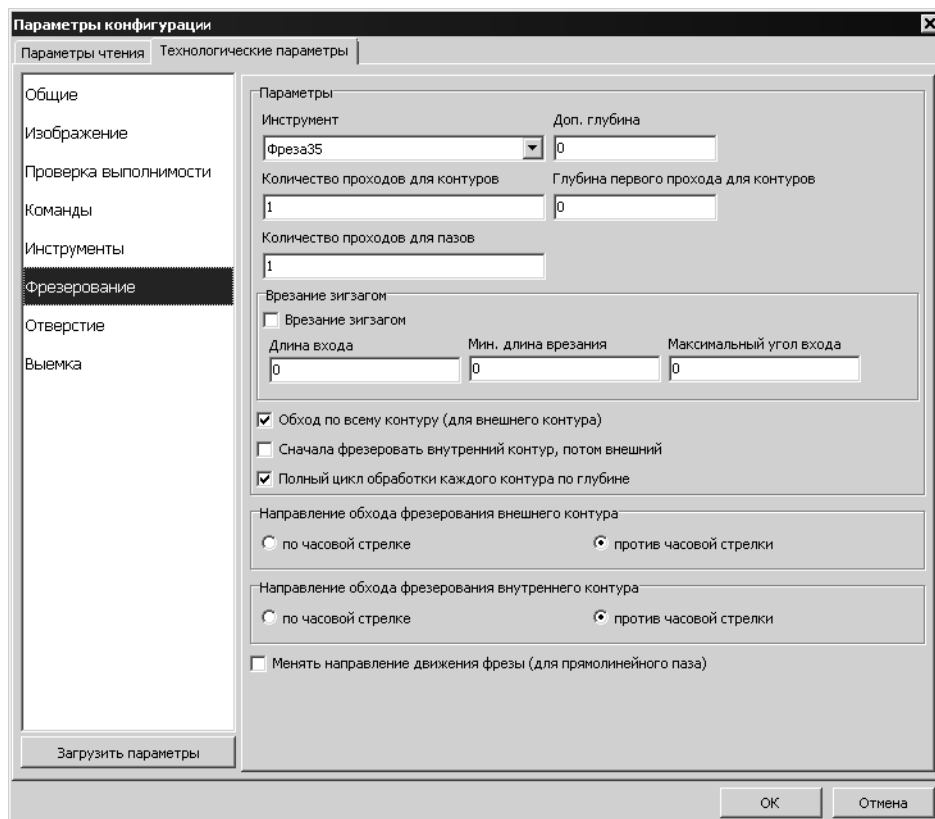 Параметры конфигурации
Параметры чтения Технологические параметры
Общие
Изображение
Проверка выполнимости
Команды
Инструменты
Фрезерование
Отверстие
Выемка
Загрузить параметры
Параметры
Инструмент Доп. глубина
Фреза35 0
Количество проходов для контуров Глубина первого прохода для контуров
1 0
Количество проходов для пазов
1
Врезание зигзагом
Врезание зигзагом
Длина входа Мин. длина врезания Максимальный угол входа
0 0 0
Обход по всему контуру (для внешнего контура)
Сначала фрезеровать внутренний контур, потом внешний
Полный цикл обработки каждого контура по глубине
Направление обхода фрезерования внешнего контура
по часовой стрелке против часовой стрелки
Направление обхода фрезерования внутреннего контура
по часовой стрелке против часовой стрелки
Менять направление движения фрезы (для прямолинейного паза)
OK Отмена